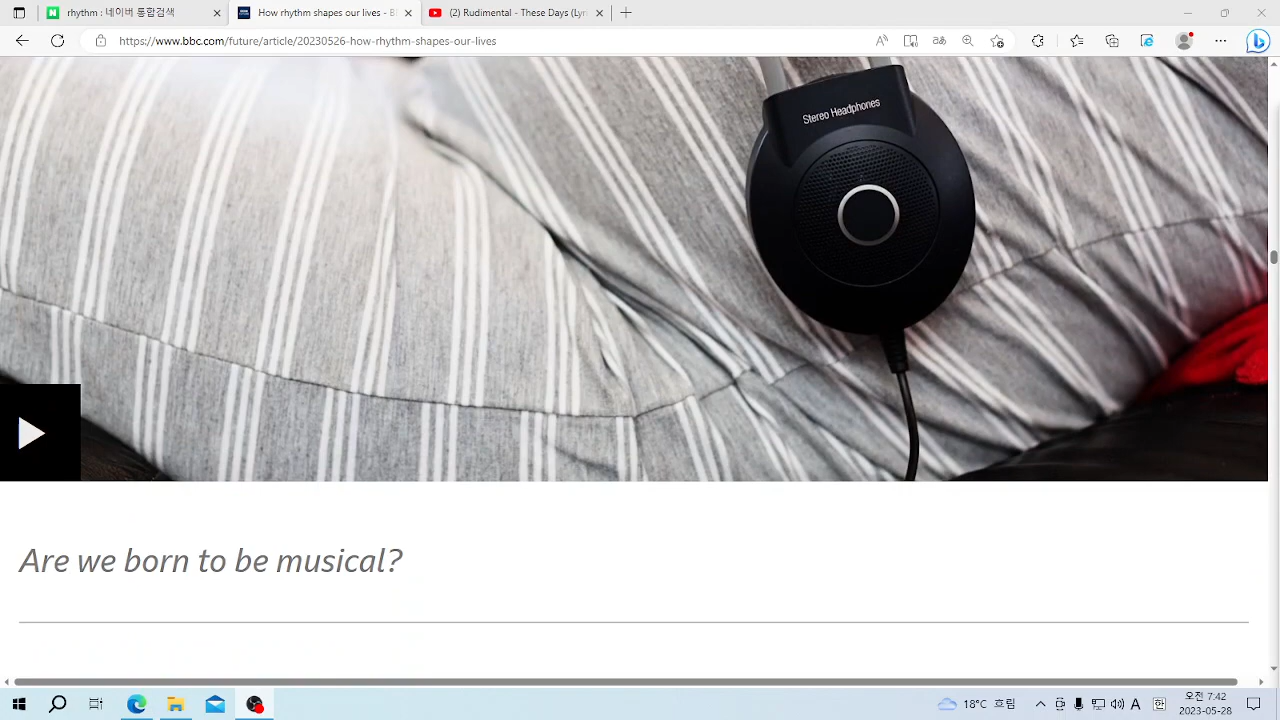 rhythm : 네이버 통합검색
How rhythm shapes our lives - B
(2) Rudimental - These Days (Lyri
https://www.bbc.com/future/article/20230526-how-rhythm-shapes-our-lives
Stereo Headphones
Are we born to be musical?
18°C 흐림
A
오전 7:42
2023-05-28